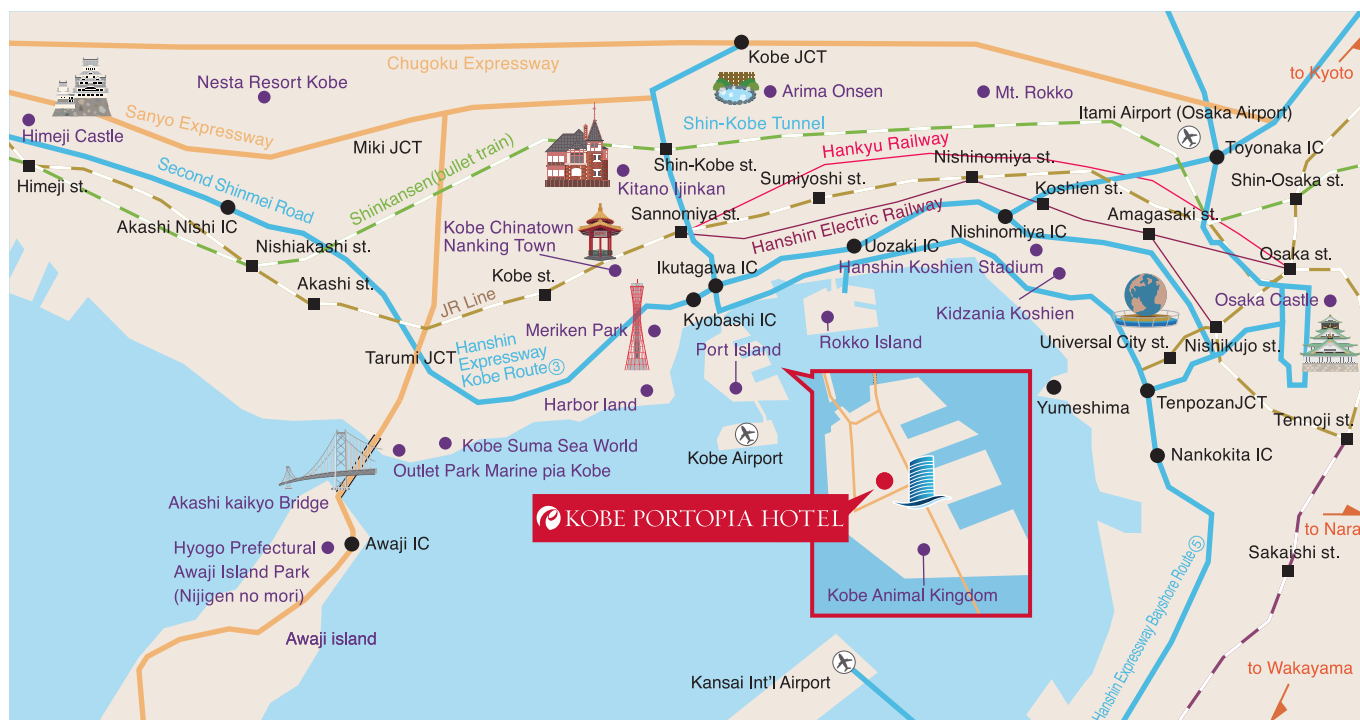 Kobe JCT
Chugoku Expressway
to Kyoto
Nesta Resort Kobe
Arima Onsen
Mt. Rokko
Itami Airport (Osaka Airport)
Sanyo Expressway
Himeji Castle
Shin-Kobe Tunnel
Miki JCT
Hankyu Railway
Nishinomiya st.
Toyonaka IC
Himeji st.
Second Shinmei Road
Shinkansen(bullet train)
Shin-Kobe st.
Kitano Ijinkan
Sumiyoshi st.
Koshien st.
Shin-Osaka st.
Akashi Nishi IC
Kobe Chinatown
Nanking Town
Sannomiya st.
Hanshin Electric Railway
Amagasaki st.
Nishiakashi st.
Uozaki IC
Nishinomiya IC
Osaka st.
Akashi st.
Kobe st.
Ikutagawa IC
Hanshin Koshien Stadium
JR Line
Kyobashi IC
Kidzania Koshien
Osaka Castle
Meriken Park
Port Island
Rokko Island
Universal City st.
Nishikujo st.
Tarumi JCT
Hanshin
Expressway
Kobe Route③
Harbor land
Yumeshima
TenpozanJCT
Tennoji st.
Kobe Suma Sea World
Outlet Park Marine pia Kobe
Kobe Airport
Nankokita IC
Akashi kaikyo Bridge
KOBE PORTOPIA HOTEL
to Nara
Awaji IC
Hyogo Prefectural
Awaji Island Park
(Nijigen no mori)
Sakaishi st.
Kobe Animal Kingdom
Awaji island
Hanshin Expressway Bayshore Route⑤
Kansai Int'l Airport
to Wakayama